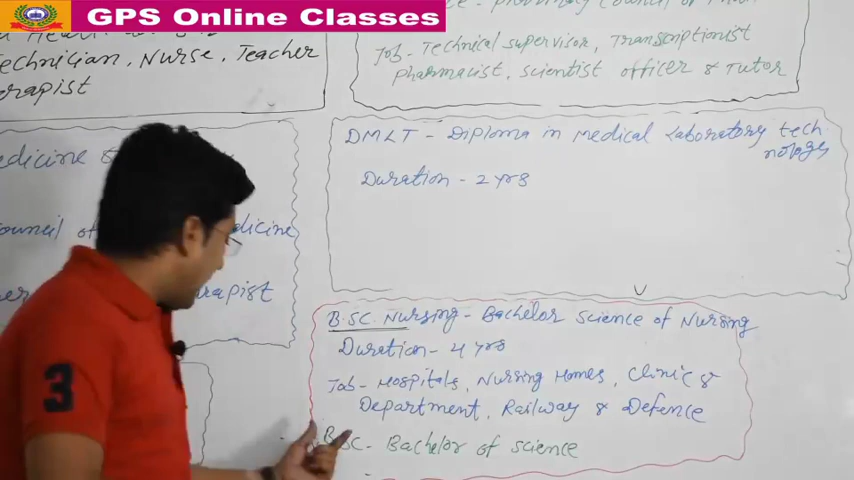 GPS Online Classes
Technician, Nurse, Teacher
Job - Technical supervisor, Transcriptionist
pharmacist, scientist officer & Tutor
DMLT - Diploma in medical Laboratory tech
nology
Duration - 2 yrs
B.SC. Nursing - Bachelor Science of Nursing
Duration - 4 yrs
Job - Hospitals, Nursing Homes, Clinic &
Department, Railway & Defence
B.SC - Bachelor of science
edicine
ouncil of
dicine
rapist
3